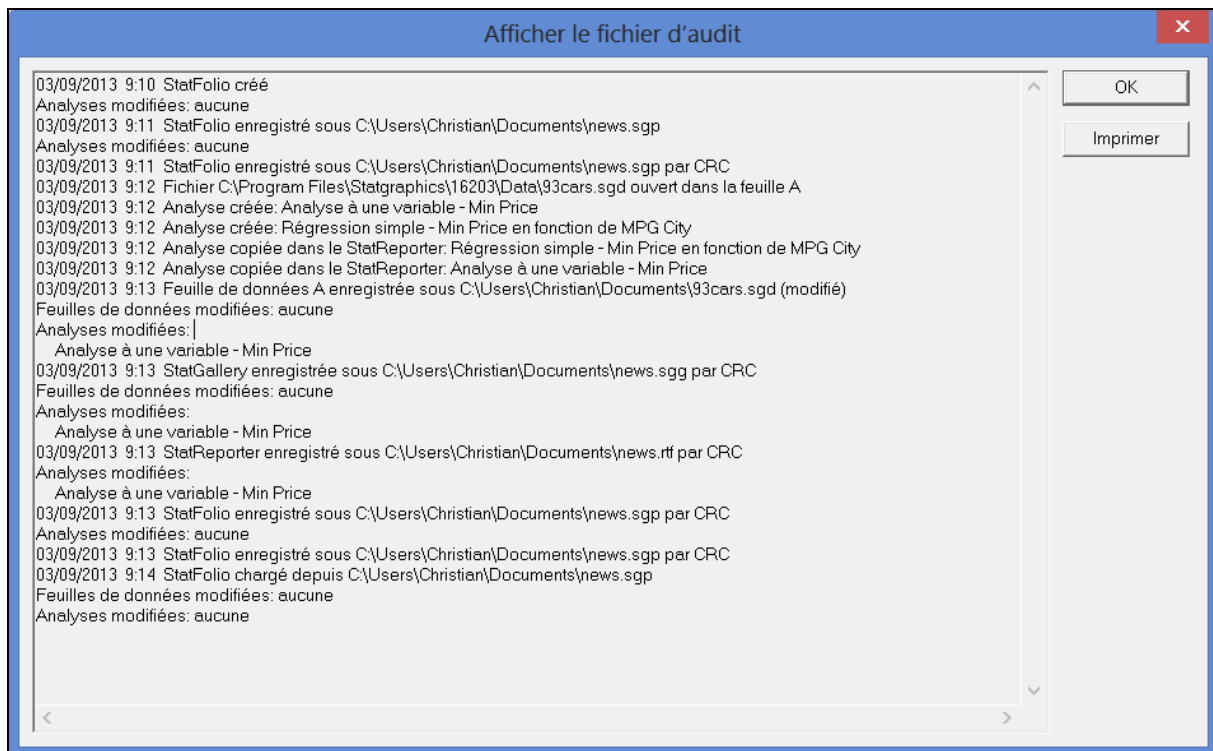 Afficher le fichier d'audit
03/09/2013 9:10 StatFolio créé
Analyses modifiées: aucune
03/09/2013 9:11 StatFolio enregistré sous C:\Users\Christian\Documents\news.sgp
Analyses modifiées: aucune
03/09/2013 9:11 StatFolio enregistré sous C:\Users\Christian\Documents\news.sgp par CRC
03/09/2013 9:12 Fichier C:\Program Files\Statgraphics\16203\Data\93cars.sgd ouvert dans la feuille A
03/09/2013 9:12 Analyse créée: Analyse à une variable - Min Price
03/09/2013 9:12 Analyse créée: Régression simple - Min Price en fonction de MPG City
03/09/2013 9:12 Analyse copiée dans le StatReporter: Régression simple - Min Price en fonction de MPG City
03/09/2013 9:12 Analyse copiée dans le StatReporter: Analyse à une variable - Min Price
03/09/2013 9:13 Feuille de données A enregistrée sous C:\Users\Christian\Documents\93cars.sgd (modifié)
Feuilles de données modifiées: aucune
Analyses modifiées:
Analyse à une variable - Min Price
03/09/2013 9:13 StatGallery enregistrée sous C:\Users\Christian\Documents\news.sgg par CRC
Feuilles de données modifiées: aucune
Analyses modifiées:
Analyse à une variable - Min Price
03/09/2013 9:13 StatReporter enregistré sous C:\Users\Christian\Documents\news.rtf par CRC
Analyses modifiées:
Analyse à une variable - Min Price
03/09/2013 9:13 StatFolio enregistré sous C:\Users\Christian\Documents\news.sgp par CRC
Analyses modifiées: aucune
03/09/2013 9:13 StatFolio enregistré sous C:\Users\Christian\Documents\news.sgp par CRC
03/09/2013 9:14 StatFolio chargé depuis C:\Users\Christian\Documents\news.sgp
Feuilles de données modifiées: aucune
Analyses modifiées: aucune
OK
Imprimer